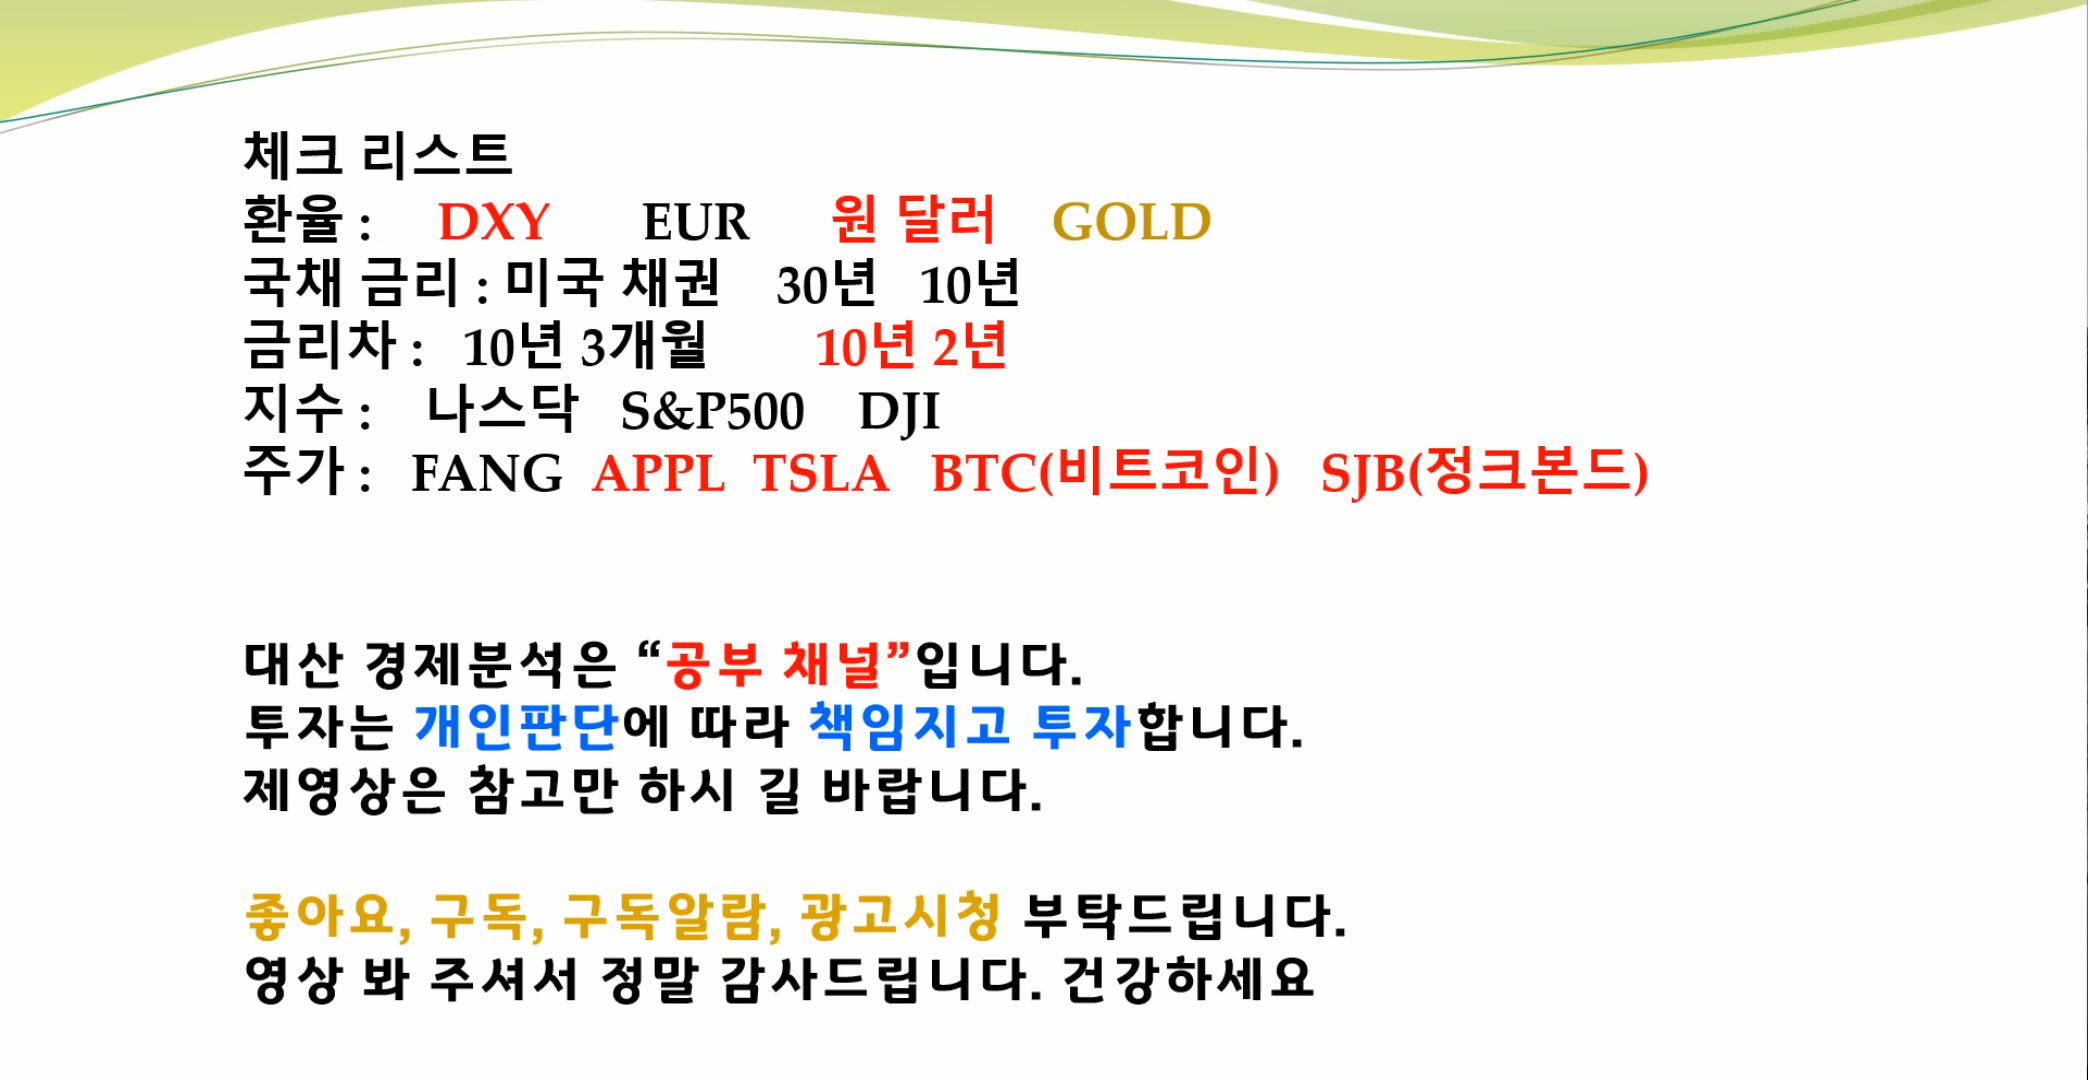 체크 리스트
환율 : DXY EUR 원 달러 GOLD
국채 금리 : 미국 채권 30년 10년
금리차 : 10년 3개월 10년 2년
지수 : 나스닥 S&P500 DJI
주가 : FANG APPL TSLA BTC(비트코인) SJB(정크본드)
대산 경제분석은 “공부 채널”입니다.
투자는 개인판단에 따라 책임지고 투자합니다.
제영상은 참고만 하시 길 바랍니다.
좋아요, 구독, 구독알람, 광고시청 부탁드립니다.
영상 봐 주셔서 정말 감사드립니다. 건강하세요